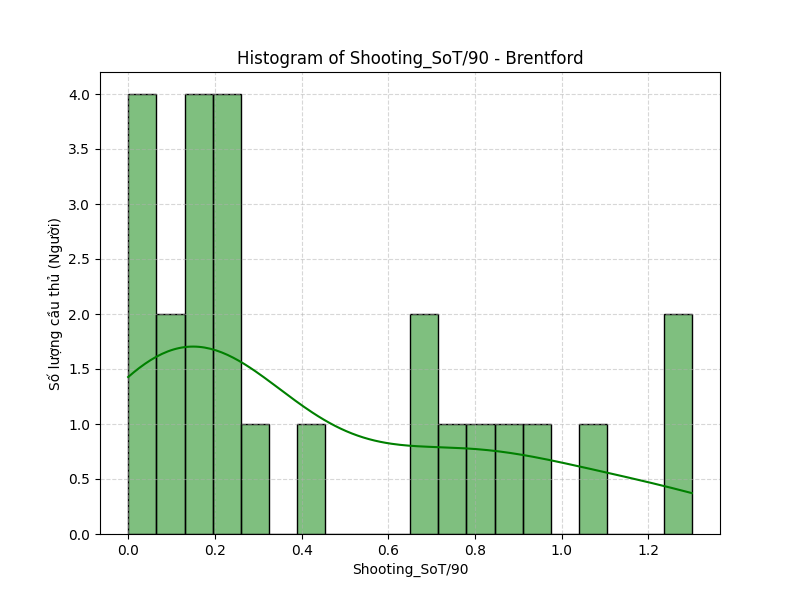 Histogram of Shooting_SoT/90 - Brentford
Số lượng cầu thủ (Người)
4.0
3.5
3.0
2.5
2.0
1.5
1.0
0.5
0.0
0.0 0.2 0.4 0.6 0.8 1.0 1.2
Shooting_SoT/90